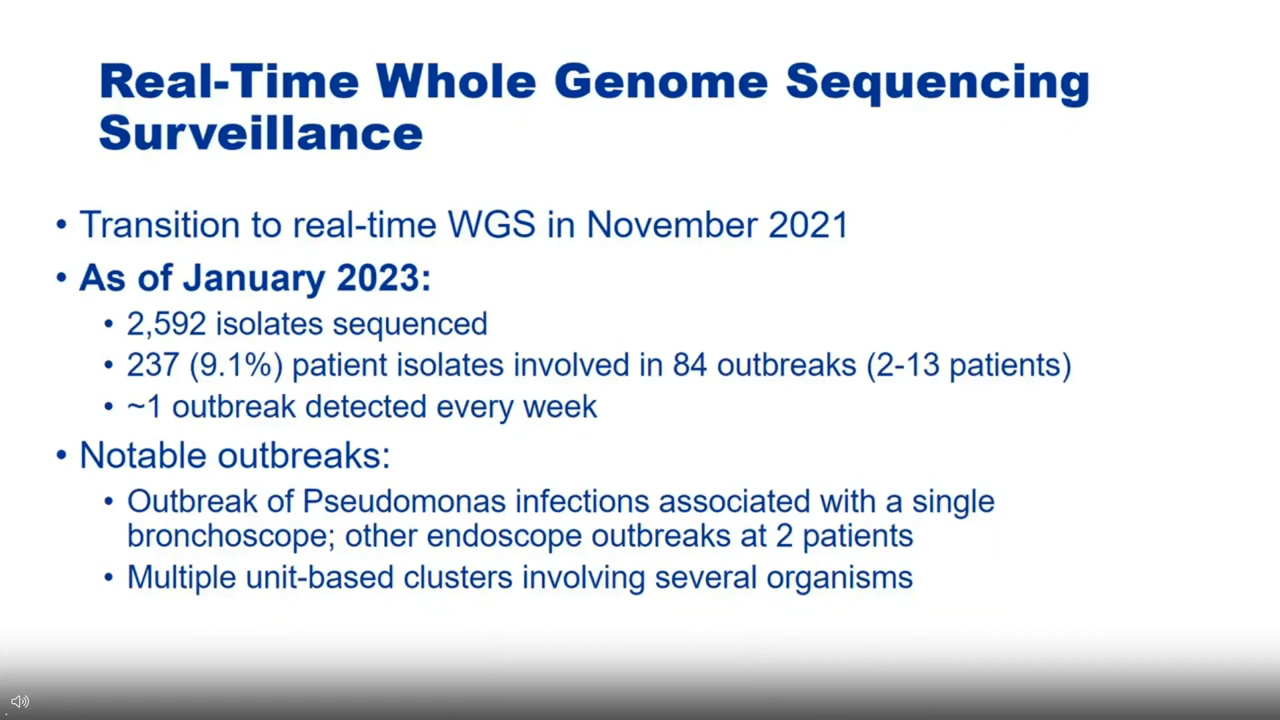 Real-Time Whole Genome Sequencing
Surveillance
• Transition to real-time WGS in November 2021
• As of January 2023:
• 2,592 isolates sequenced
• 237 (9.1%) patient isolates involved in 84 outbreaks (2-13 patients)
• ~1 outbreak detected every week
• Notable outbreaks:
• Outbreak of Pseudomonas infections associated with a single
bronchoscope; other endoscope outbreaks at 2 patients
• Multiple unit-based clusters involving several organisms